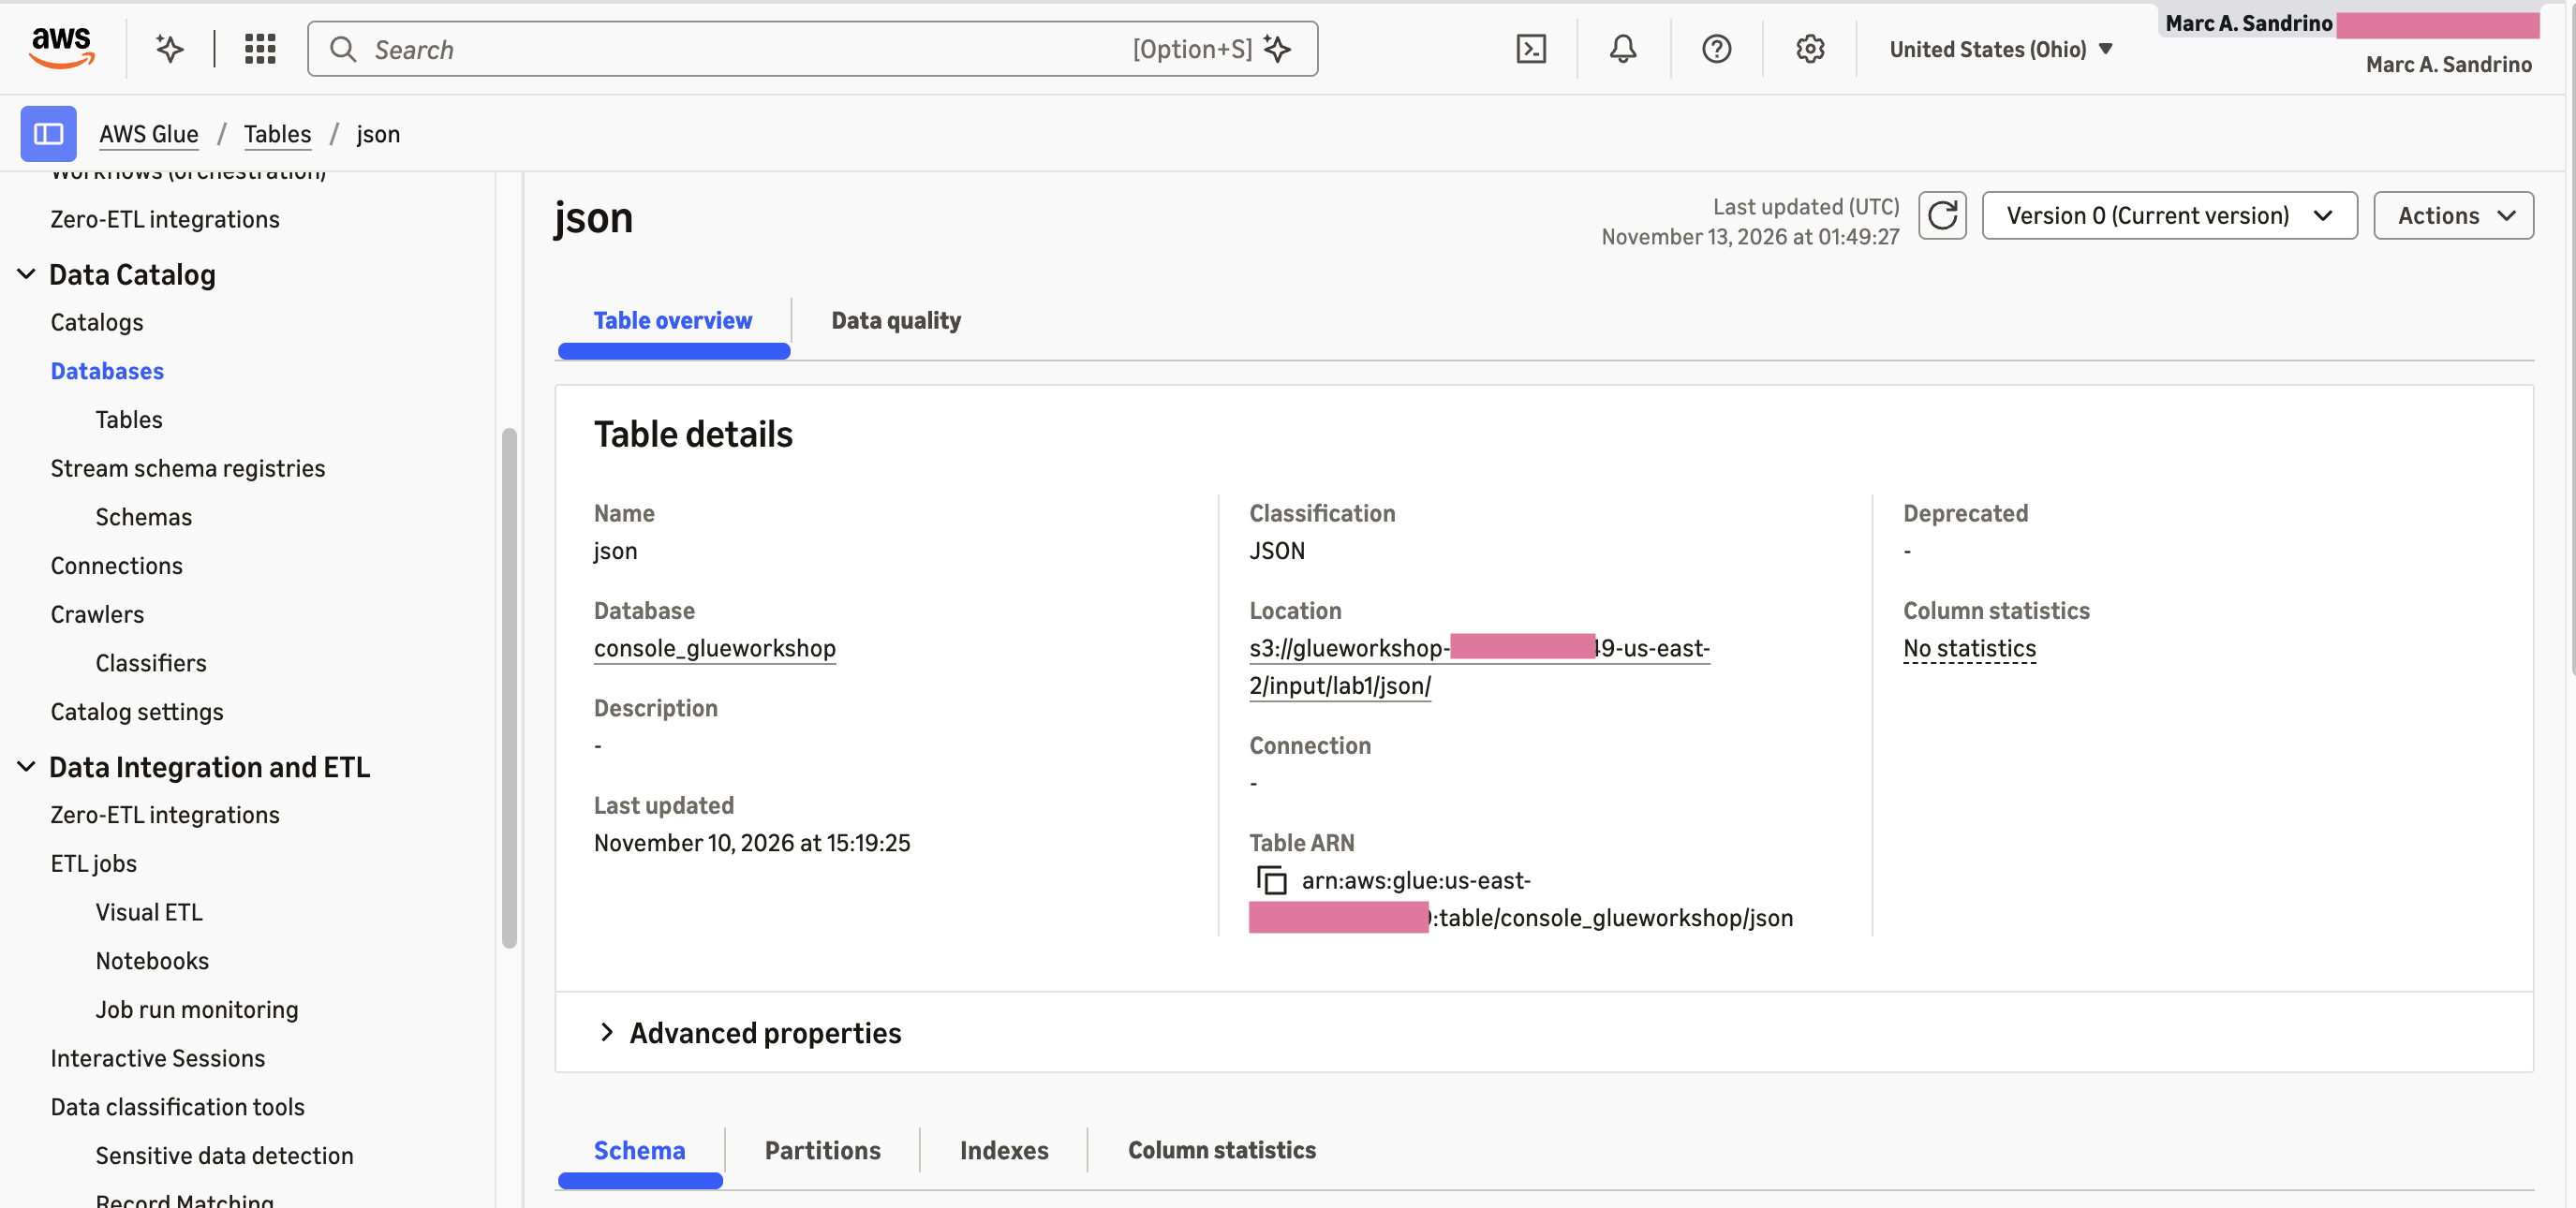 aws
Search [Option+S]
United States (Ohio)
Marc A. Sandrino
Marc A. Sandrino
AWS Glue / Tables / json
Workflows (orchestration)
Zero-ETL integrations
Data Catalog
Catalogs
Databases
Tables
Stream schema registries
Schemas
Connections
Crawlers
Classifiers
Catalog settings
Data Integration and ETL
Zero-ETL integrations
ETL jobs
Visual ETL
Notebooks
Job run monitoring
Interactive Sessions
Data classification tools
Sensitive data detection
Record Matching
json
Last updated (UTC)
November 13, 2026 at 01:49:27
Version 0 (Current version)
Actions
Table overview
Data quality
Table details
Name
json
Database
console_glueworkshop
Description
-
Last updated
November 10, 2026 at 15:19:25
Classification
JSON
Location
s3://glueworkshop- 49-us-east-
2/input/lab1/json/
Connection
-
Table ARN
arn:aws:glue:us-east-
:table/console_glueworkshop/json
Deprecated
-
Column statistics
No statistics
Advanced properties
Schema
Partitions
Indexes
Column statistics